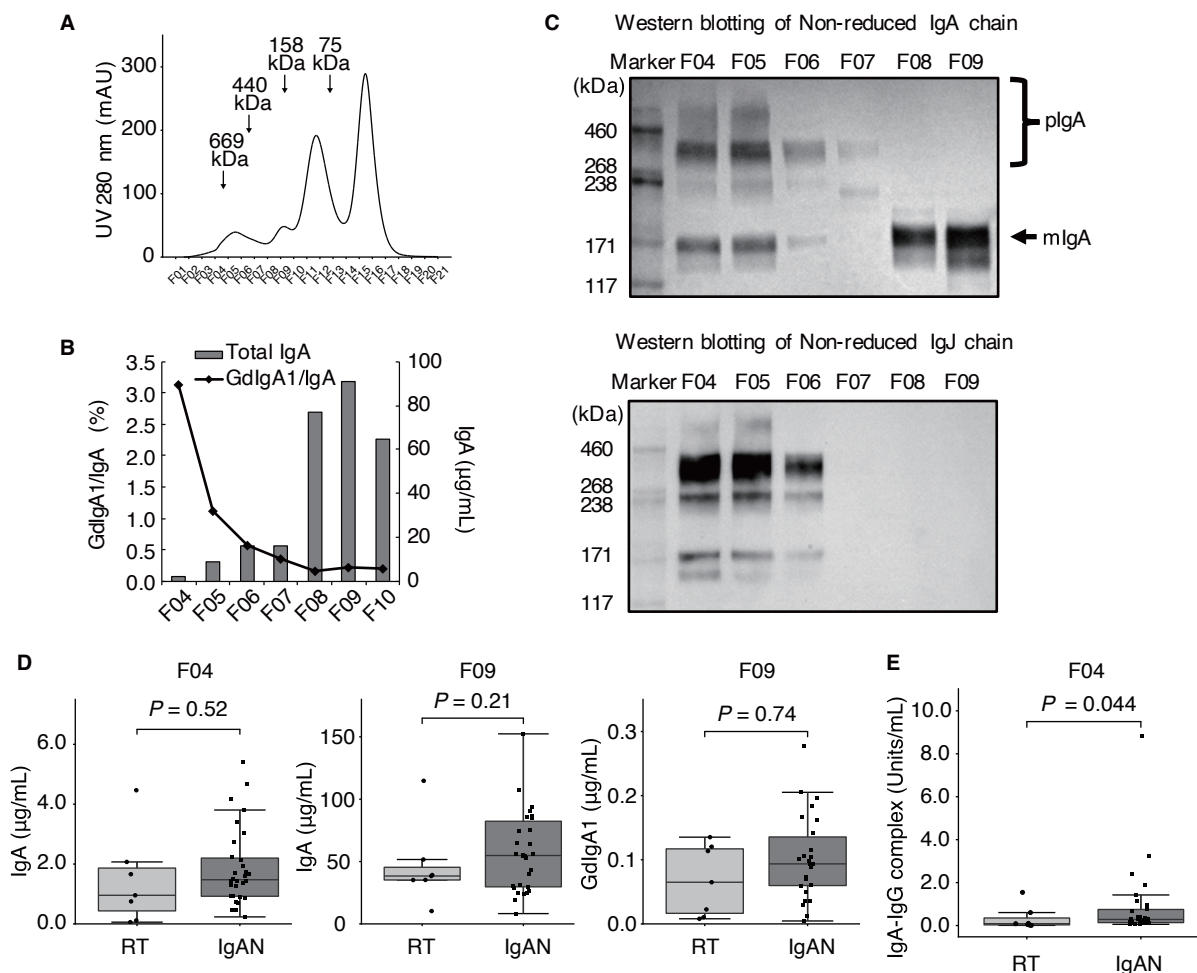 A
UV280 nm (mAU)
300
200
100
0
669
kDa
440
kDa
158
kDa
75
kDa
F01
F02
F03
F04
F05
F06
F07
F08
F09
F10
F11
F12
F13
F14
F15
F16
F17
F18
F19
F20
F21
B
Total IgA
GdIgA1/IgA
GdIgA1/IgA (%)
3.5
3.0
2.5
2.0
1.5
1.0
0.5
0.0
100
80
60
40
20
0
IgA (µg/mL)
F04
F05
F06
F07
F08
F09
F10
C
Western blotting of Non-reduced IgA chain
Marker F04 F05 F06 F07 F08 F09
(kDa)
460
268
238
171
117
pIgA
mIgA
Western blotting of Non-reduced IgJ chain
Marker F04 F05 F06 F07 F08 F09
(kDa)
460
268
238
171
117
D
F04
P = 0.52
IgA (µg/mL)
6.0
4.0
2.0
0.0
RT IgAN
F09
P = 0.21
IgA (µg/mL)
150
100
50
0
RT IgAN
F09
P = 0.74
GdIgA1 (µg/mL)
0.3
0.2
0.1
0.0
RT IgAN
E
F04
P = 0.044
IgA-IgG complex (Units/mL)
10.0
8.0
6.0
4.0
2.0
0.0
RT IgAN